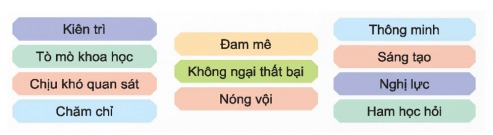 Kiên trì
Tò mò khoa học
Chịu khó quan sát
Chăm chỉ
Đam mê
Không ngại thất bại
Nóng vội
Thông minh
Sáng tạo
Nghị lực
Ham học hỏi